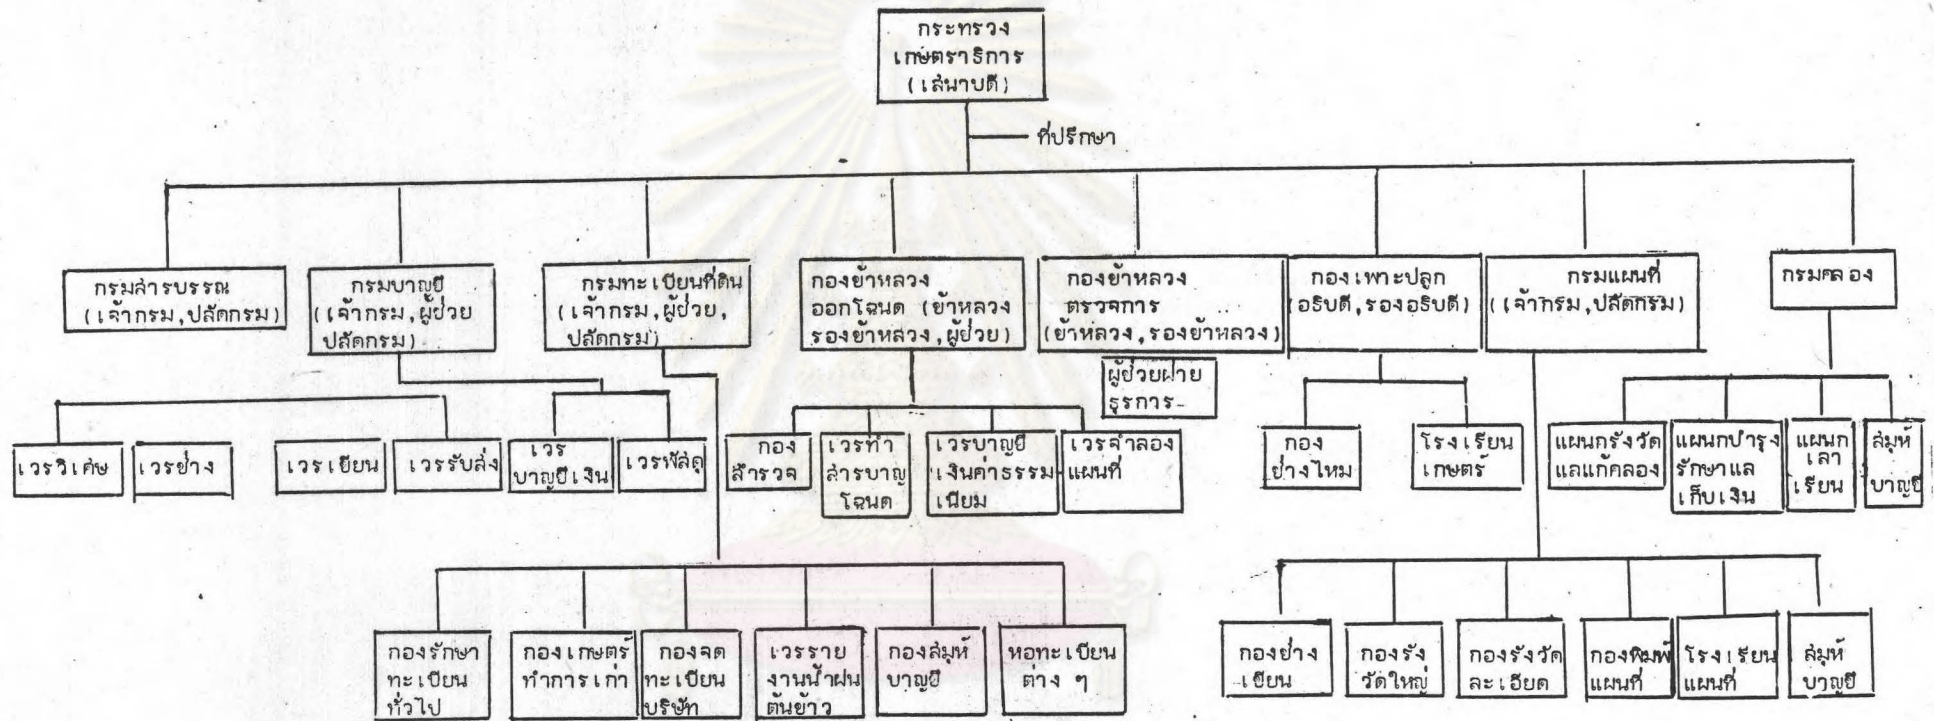 กระทรวง
เกษตราธิการ
(เสนาบดี)
ที่ปรึกษา
กรมสารบรรณ
(เจ้ากรม,ปลัดกรม)
กรมบาญชี
(เจ้ากรม,ผู้ช่วย
ปลัดกรม)
กรมทะเบียนที่ดิน
(เจ้ากรม,ผู้ช่วย,
ปลัดกรม)
กองข้าหลวง
ออกโฉนด (ข้าหลวง
รองข้าหลวง,ผู้ช่วย)
กองข้าหลวง
ตรวจการ
(ข้าหลวง,รองข้าหลวง)
ผู้ช่วยฝ่าย
ธุรการ
กองเพาะปลูก
(อธิบดี,รองอธิบดี)
กรมแผนที่
(เจ้ากรม,ปลัดกรม)
กรมคลอง
เวรวิเศษ
เวรช่าง
เวรเขียน
เวรรับส่ง
เวร
บาญชีเงิน
เวรพัสดุ
กอง
สำรวจ
เวรทำ
สารบาญ
โฉนด
เวรบาญชี
เงินค่าธรรม-
เนียม
เวรจำลอง
แผนที่
กอง
ช่างไหม
โรงเรียน
เกษตร์
แผนกรังวัด
แลแก้คลอง
แผนกบำรุง
รักษาแล
เก็บเงิน
แผนก
เลา
เรียน
สมุห์
บาญชี
กองรักษา
ทะเบียน
ทั่วไป
กองเกษตร์
ทำการเก่า
กองจด
ทะเบียน
บริษัท
เวรราย
งานน้ำฝน
ต้นข้าว
กองสมุห์
บาญชี
หอทะเบียน
ต่าง ๆ
กองช่าง
เขียน
กองรัง
วัดใหญ่
กองรังวัด
ละเอียด
กองพิมพ์
แผนที่
โรงเรียน
แผนที่
สมุห์
บาญชี